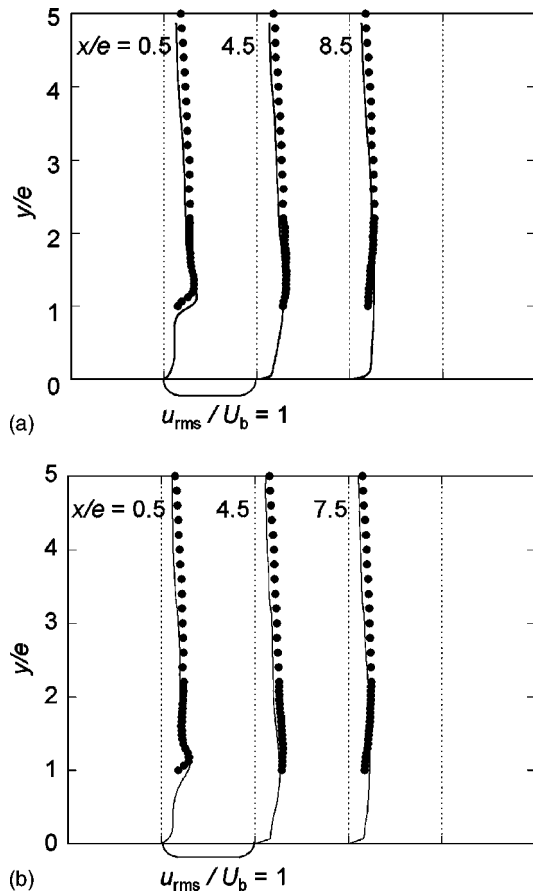 5
x/e = 0.5 4.5 8.5
4
3
y/e
2
1
0
u_rms / U_b = 1
(a)
5
x/e = 0.5 4.5 7.5
4
3
y/e
2
1
0
u_rms / U_b = 1
(b)